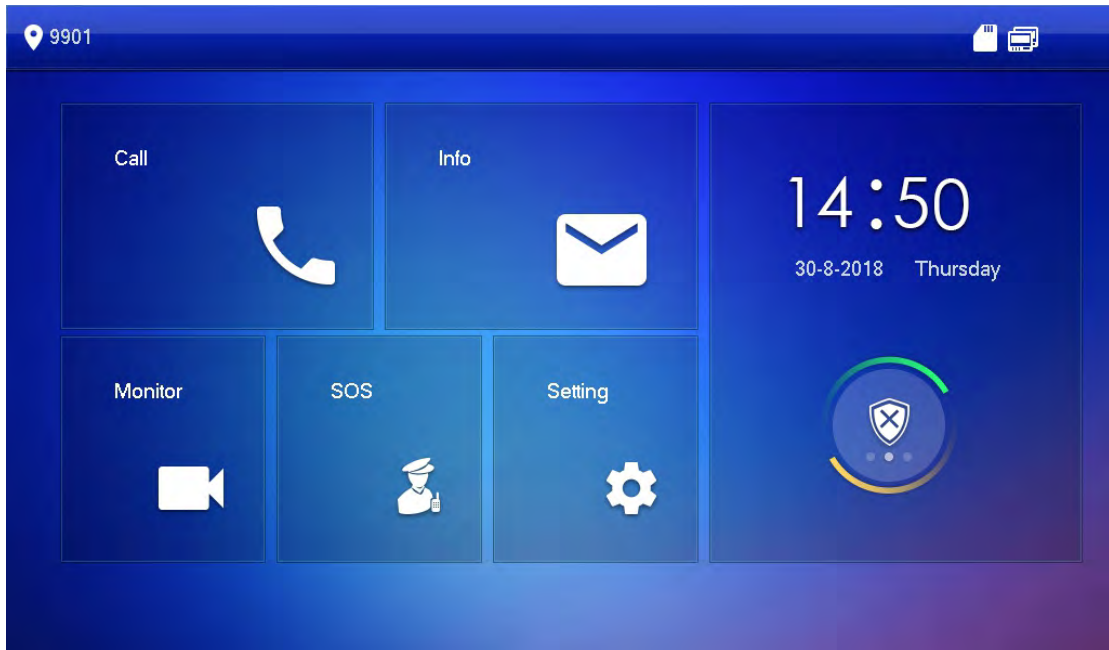 9901
Call
Info
14:50
30-8-2018 Thursday
Monitor
SOS
Setting